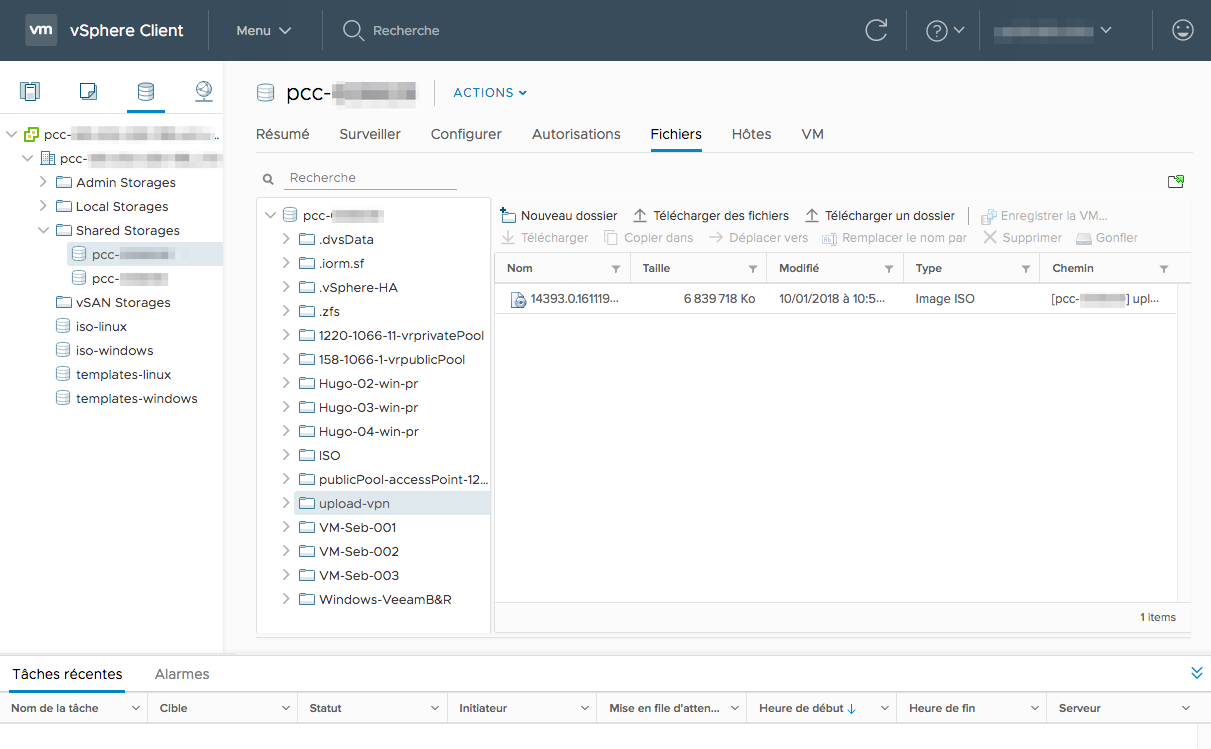 vm vSphere Client Menu Recherche
pcc-
pcc-
Admin Storages
Local Storages
Shared Storages
pcc-
pcc-
vSAN Storages
iso-linux
iso-windows
templates-linux
templates-windows
pcc- ACTIONS
Résumé Surveiller Configurer Autorisations Fichiers Hôtes VM
Recherche
pcc-
.dvsData
.iorm.sf
.vSphere-HA
.zfs
1220-1066-11-vrprivatePool
158-1066-1-vrpublicPool
Hugo-02-win-pr
Hugo-03-win-pr
Hugo-04-win-pr
ISO
publicPool-accessPoint-12...
upload-vpn
VM-Seb-001
VM-Seb-002
VM-Seb-003
Windows-VeeamB&R
Nouveau dossier Télécharger des fichiers Télécharger un dossier Enregistrer la VM...
Télécharger Copier dans Déplacer vers Remplacer le nom par Supprimer Gonfler
Nom Taille Modifié Type Chemin
14393.0.161119... 6 839 718 Ko 10/01/2018 à 10:5... Image ISO [pcc- ] upl...
1 items
Tâches récentes Alarmes
Nom de la tâche Cible Statut Initiateur Mise en file d'atten... Heure de début Heure de fin Serveur